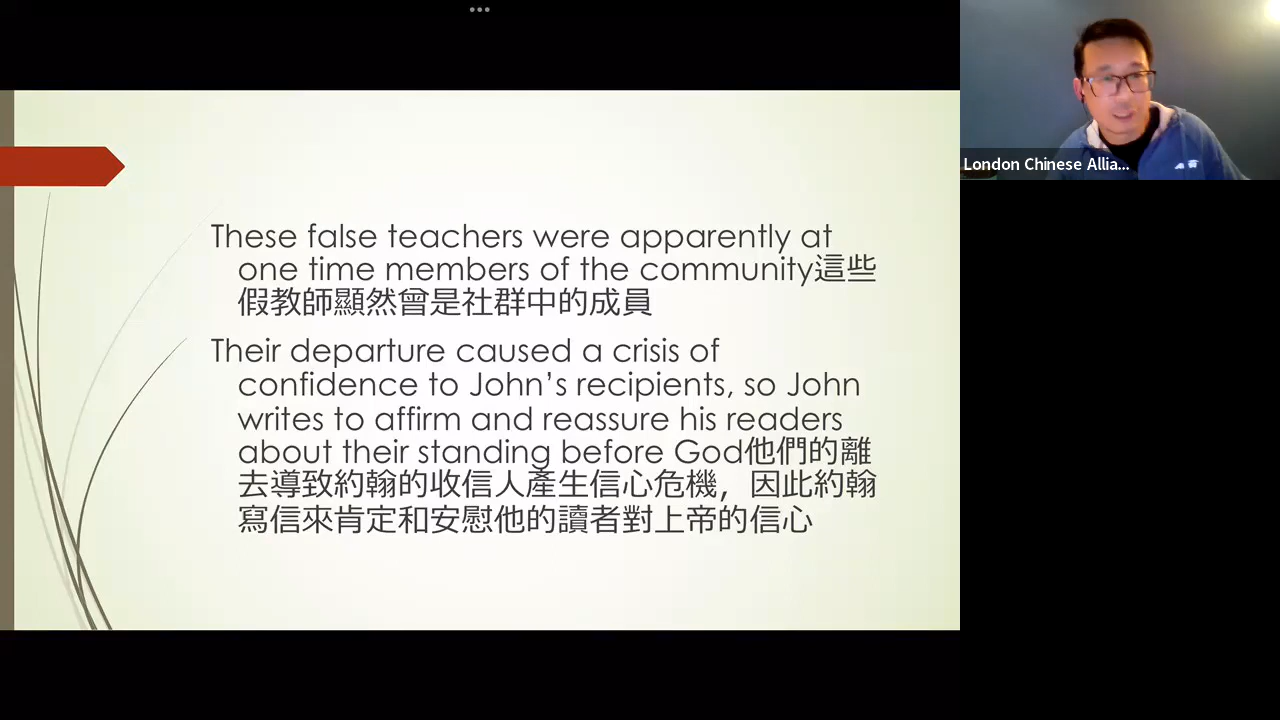 These false teachers were apparently at
one time members of the community這些
假教師顯然曾是社群中的成員
Their departure caused a crisis of
confidence to John’s recipients, so John
writes to affirm and reassure his readers
about their standing before God他們的離
去導致約翰的收信人產生信心危機，因此約翰
寫信來肯定和安慰他的讀者對上帝的信心
London Chinese Allia...